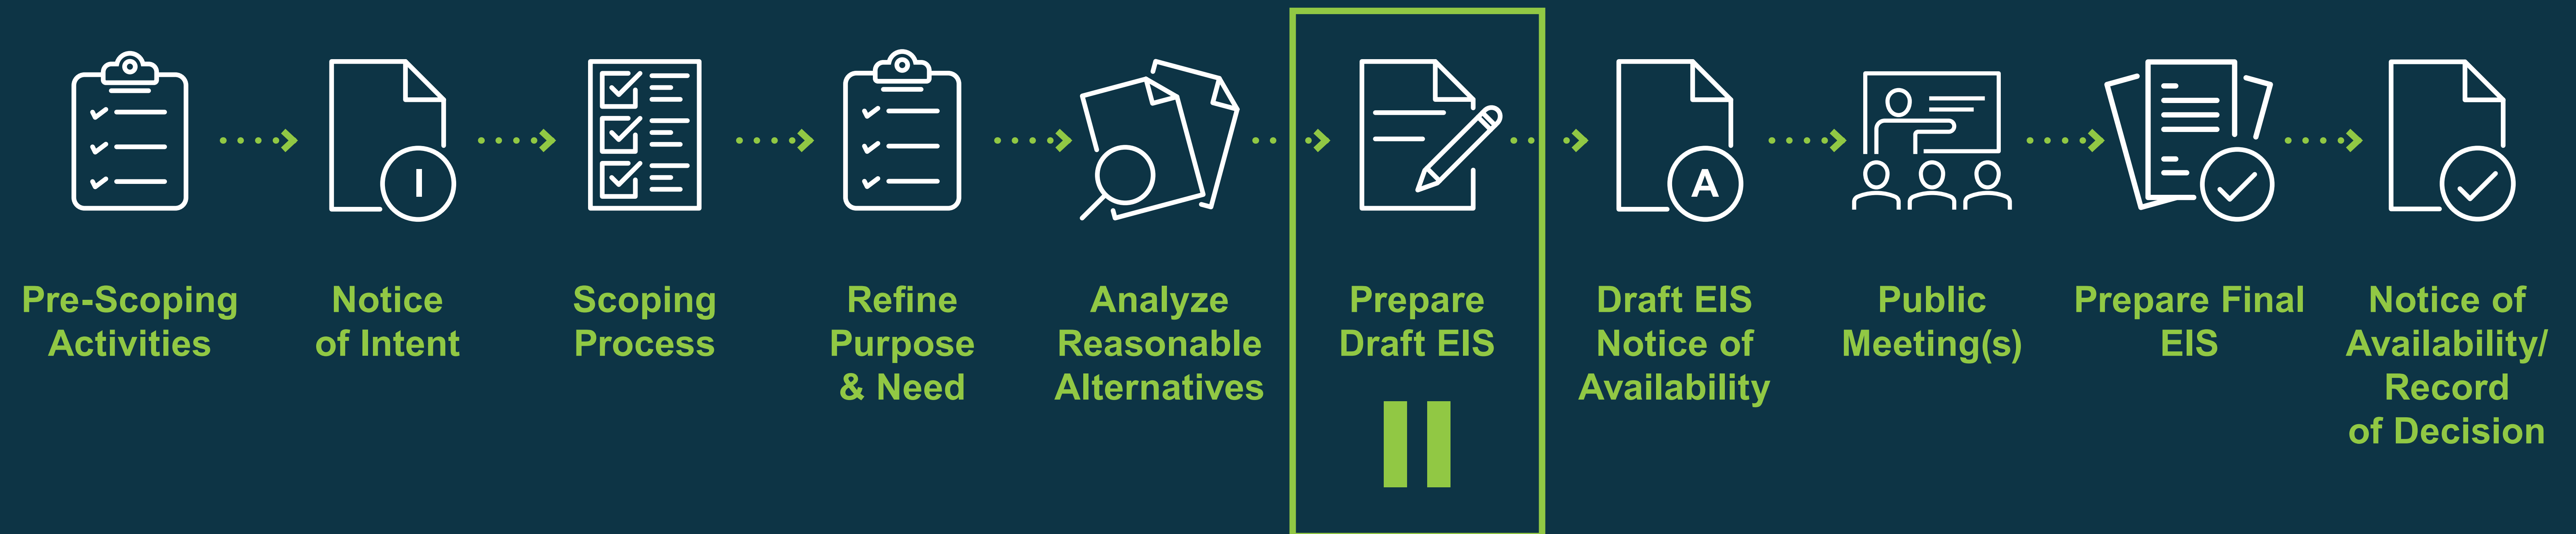 I
A
Pre-Scoping
Activities
Notice
of Intent
Scoping
Process
Refine
Purpose
& Need
Analyze
Reasonable
Alternatives
Prepare
Draft EIS
Draft EIS
Notice of
Availability
Public
Meeting(s)
Prepare Final
EIS
Notice of
Availability/
Record
of Decision